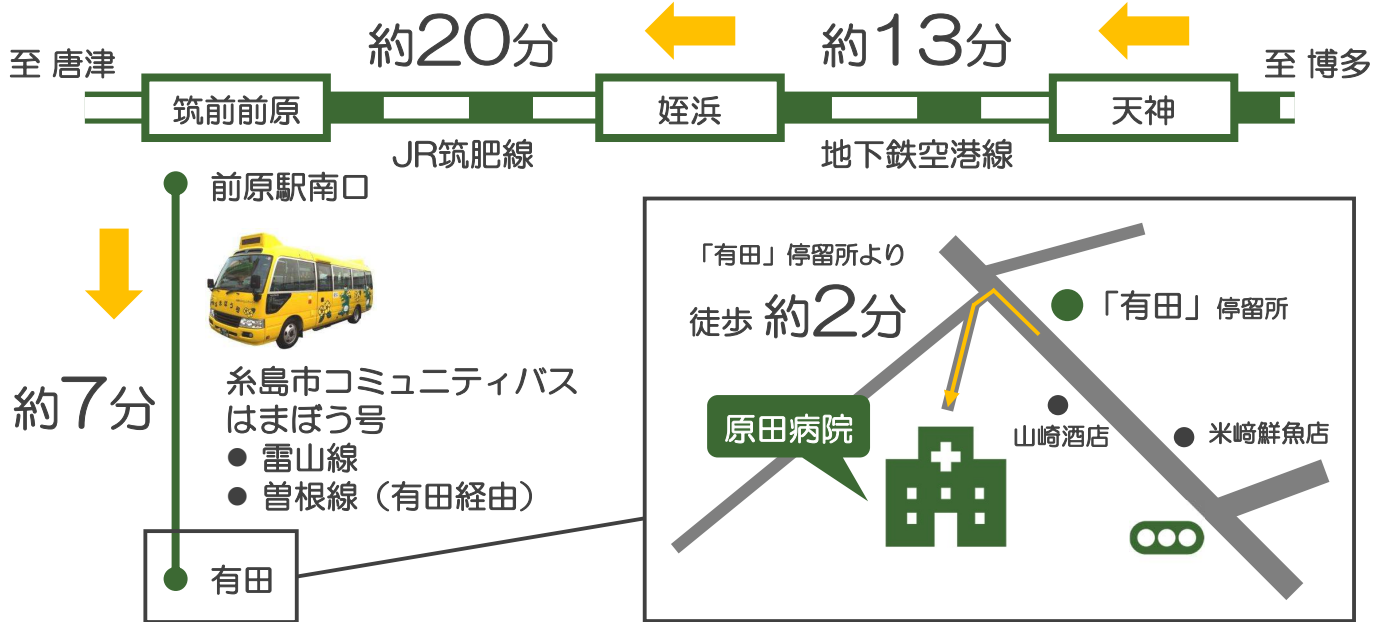 約20分
約13分
至 唐津
至 博多
筑前前原
姪浜
天神
JR筑肥線
地下鉄空港線
前原駅南口
約7分
糸島市コミュニティバス
はまぼう号
● 雷山線
● 曽根線（有田経由）
有田
「有田」停留所より
徒歩 約2分
「有田」停留所
原田病院
山崎酒店
米﨑鮮魚店